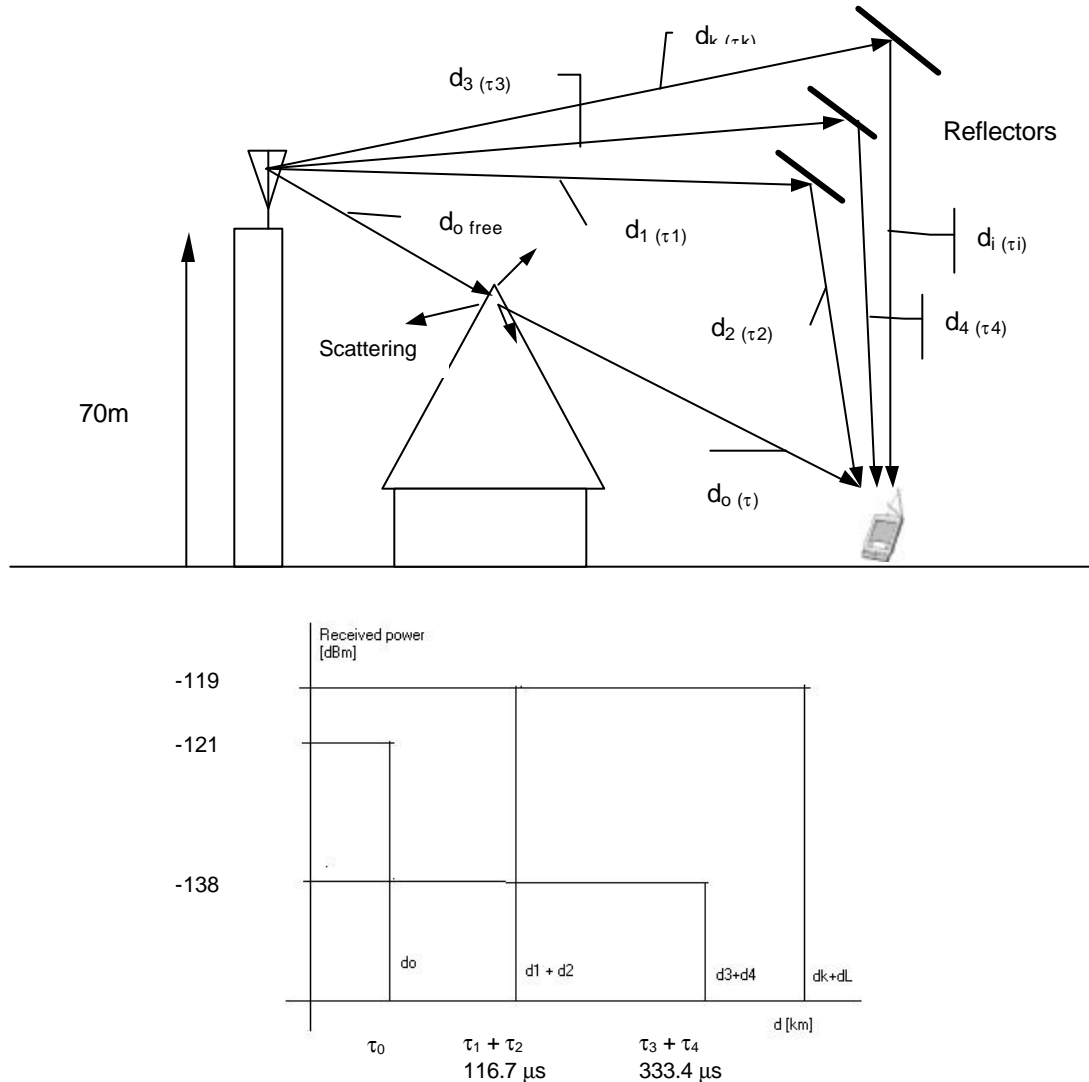 dk (τk)
d3 (τ3)
Reflectors
do free
d1 (τ1)
di (τi)
d2 (τ2)
d4 (τ4)
Scattering
70m
do (τ)
Received power
[dBm]
-119
-121
-138
do
d1 + d2
d3+d4
dk+dL
d [km]
τ0
τ1 + τ2
τ3 + τ4
116.7 μs
333.4 μs